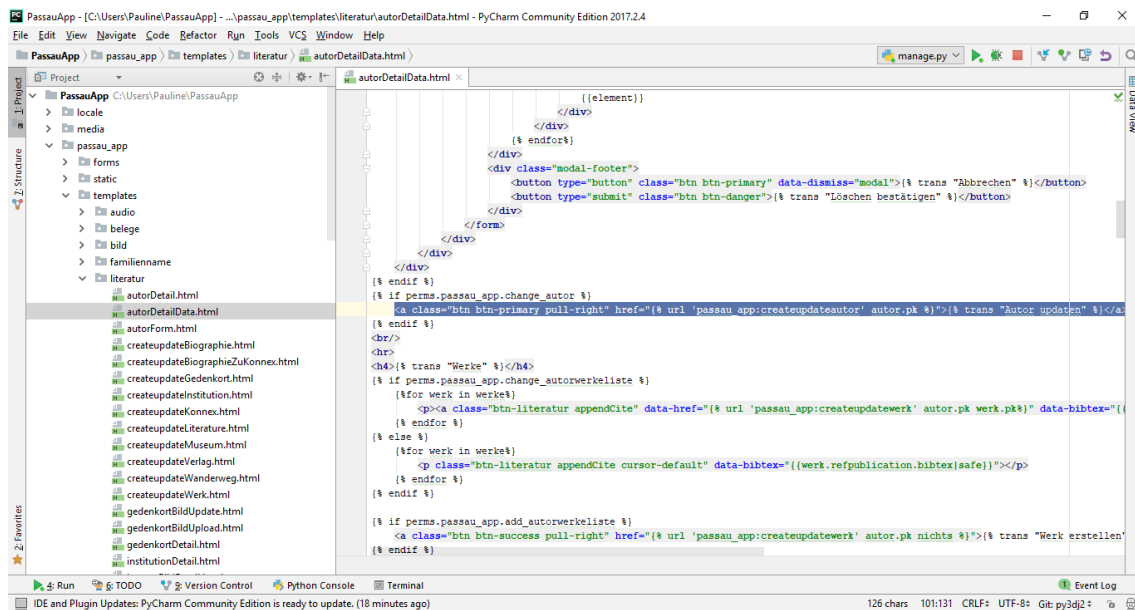 PassauApp - [C:\Users\Pauline\PassauApp] - ...\passau_app\templates\literatur\autorDetailData.html - PyCharm Community Edition 2017.2.4
File Edit View Navigate Code Refactor Run Tools VCS Window Help
PassauApp passau_app templates literatur autorDetailData.html manage.py
Project autorDetailData.html
1: Project
7: Structure
2: Favorites
Data View
PassauApp C:\Users\Pauline\PassauApp
locale
media
passau_app
forms
static
templates
audio
belege
bild
familienname
literatur
autorDetail.html
autorDetailData.html
autorForm.html
createupdateBiographie.html
createupdateBiographieZuKonnex.html
createupdateGedenkort.html
createupdateInstitution.html
createupdateKonnex.html
createupdateLiterature.html
createupdateMuseum.html
createupdateVerlag.html
createupdateWanderweg.html
createupdateWerk.html
gedenkortBildUpdate.html
gedenkortBildUpload.html
gedenkortDetail.html
institutionDetail.html
{{element}}
</div>
</div>
{% endfor%}
</div>
<div class="modal-footer">
<button type="button" class="btn btn-primary" data-dismiss="modal">{% trans "Abbrechen" %}</button>
<button type="submit" class="btn btn-danger">{% trans "Löschen bestätigen" %}</button>
</div>
</form>
</div>
</div>
</div>
{% endif %}
{% if perms.passau_app.change_autor %}
<a class="btn btn-primary pull-right" href="{% url 'passau_app:createupdateautor' autor.pk %}">{% trans "Autor updaten" %}</a>
{% endif %}
<br/>
<hr>
<h4>{% trans "Werke" %}</h4>
{% if perms.passau_app.change_autorwerkeliste %}
{%for werk in werke%}
<p><a class="btn-literatur appendCite" data-href="{% url 'passau_app:createupdatewerk' autor.pk werk.pk%}" data-bibtex="{{
{% endfor %}
{% else %}
{%for werk in werke%}
<p class="btn-literatur appendCite cursor-default" data-bibtex="{{werk.refpublication.bibtex|safe}}"></p>
{% endfor %}
{% endif %}
{% if perms.passau_app.add_autorwerkeliste %}
<a class="btn btn-success pull-right" href="{% url 'passau_app:createupdatewerk' autor.pk nichts %}">{% trans "Werk erstellen"
{% endif %}
4: Run 6: TODO 9: Version Control Python Console Terminal 1 Event Log
IDE and Plugin Updates: PyCharm Community Edition is ready to update. (18 minutes ago) 126 chars 101:131 CRLF UTF-8 Git: py3dj2